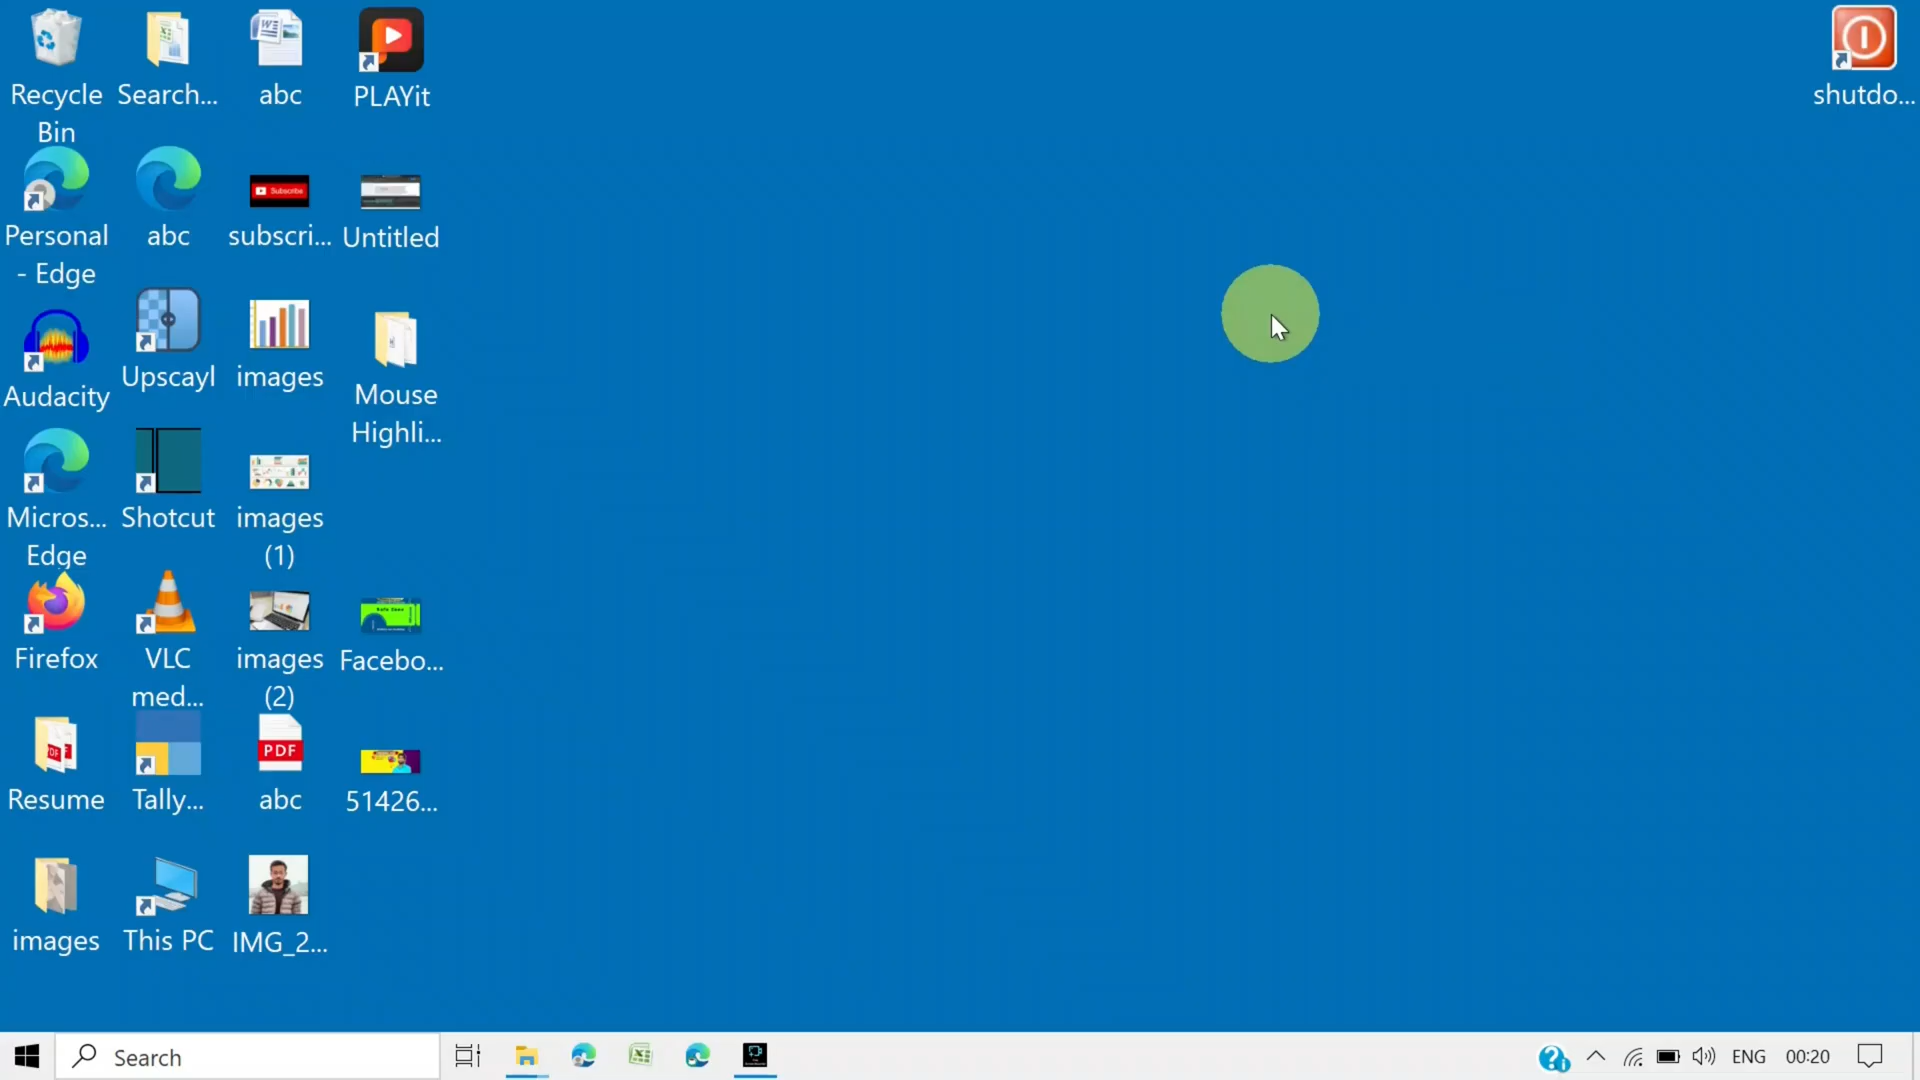 Recycle
Bin
Search...
abc
PLAYit
shutdo...
Personal
- Edge
abc
Subscribe
subscri...
Untitled
Audacity
Upscayl
images
Mouse
Highli...
Micros...
Edge
Shotcut
images
(1)
Firefox
VLC
med...
images
(2)
Facebo...
Resume
Tally...
PDF
abc
51426...
images
This PC
IMG_2...
Search
ENG
00:20